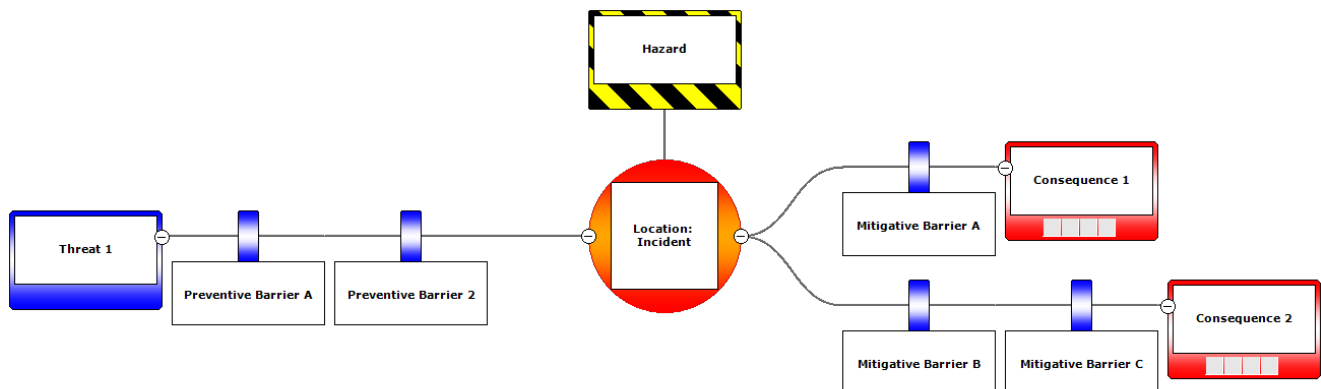 Hazard
Threat 1
Preventive Barrier A
Preventive Barrier 2
Location:
Incident
Mitigative Barrier A
Consequence 1
Mitigative Barrier B
Mitigative Barrier C
Consequence 2